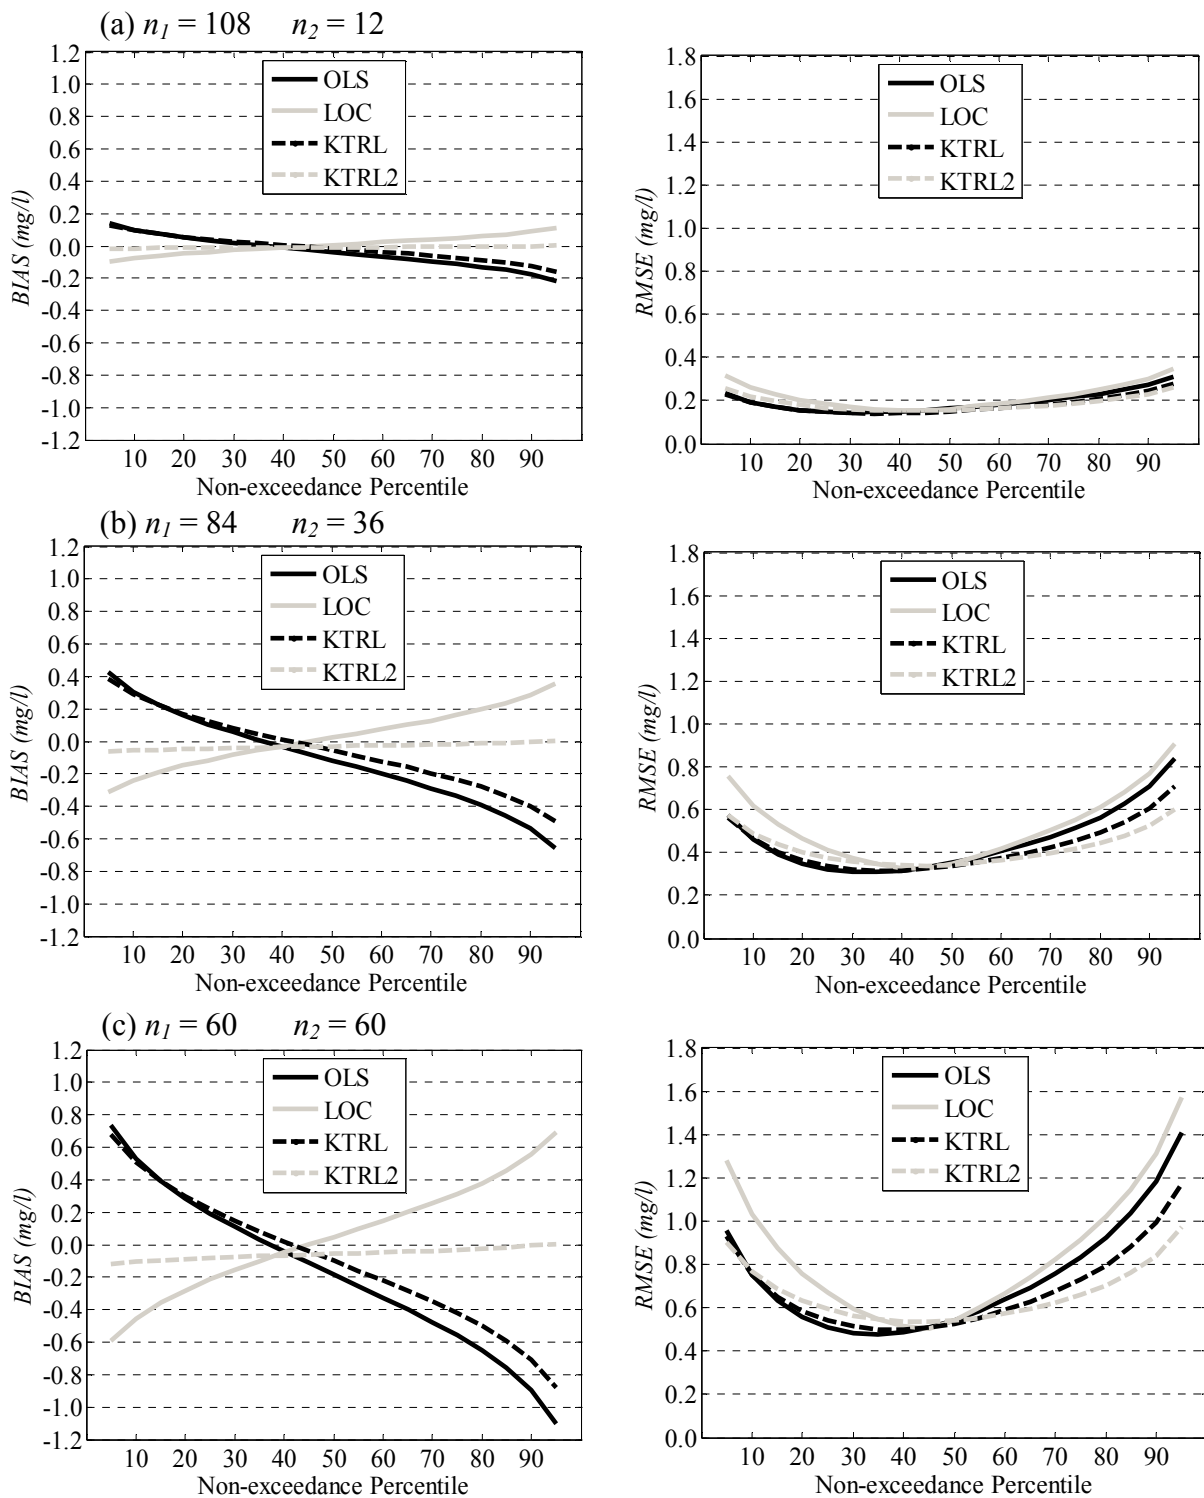 (a) n1 = 108 n2 = 12
1.2
1.0
0.8
0.6
0.4
0.2
0.0
-0.2
-0.4
-0.6
-0.8
-1.0
-1.2
BIAS (mg/l)
OLS
LOC
KTRL
KTRL2
10 20 30 40 50 60 70 80 90
Non-exceedance Percentile
1.8
1.6
1.4
1.2
1.0
0.8
0.6
0.4
0.2
0.0
RMSE (mg/l)
OLS
LOC
KTRL
KTRL2
10 20 30 40 50 60 70 80 90
Non-exceedance Percentile
(b) n1 = 84 n2 = 36
1.2
1.0
0.8
0.6
0.4
0.2
0.0
-0.2
-0.4
-0.6
-0.8
-1.0
-1.2
BIAS (mg/l)
OLS
LOC
KTRL
KTRL2
10 20 30 40 50 60 70 80 90
Non-exceedance Percentile
1.8
1.6
1.4
1.2
1.0
0.8
0.6
0.4
0.2
0.0
RMSE (mg/l)
OLS
LOC
KTRL
KTRL2
10 20 30 40 50 60 70 80 90
Non-exceedance Percentile
(c) n1 = 60 n2 = 60
1.2
1.0
0.8
0.6
0.4
0.2
0.0
-0.2
-0.4
-0.6
-0.8
-1.0
-1.2
BIAS (mg/l)
OLS
LOC
KTRL
KTRL2
10 20 30 40 50 60 70 80 90
Non-exceedance Percentile
1.8
1.6
1.4
1.2
1.0
0.8
0.6
0.4
0.2
0.0
RMSE (mg/l)
OLS
LOC
KTRL
KTRL2
10 20 30 40 50 60 70 80 90
Non-exceedance Percentile